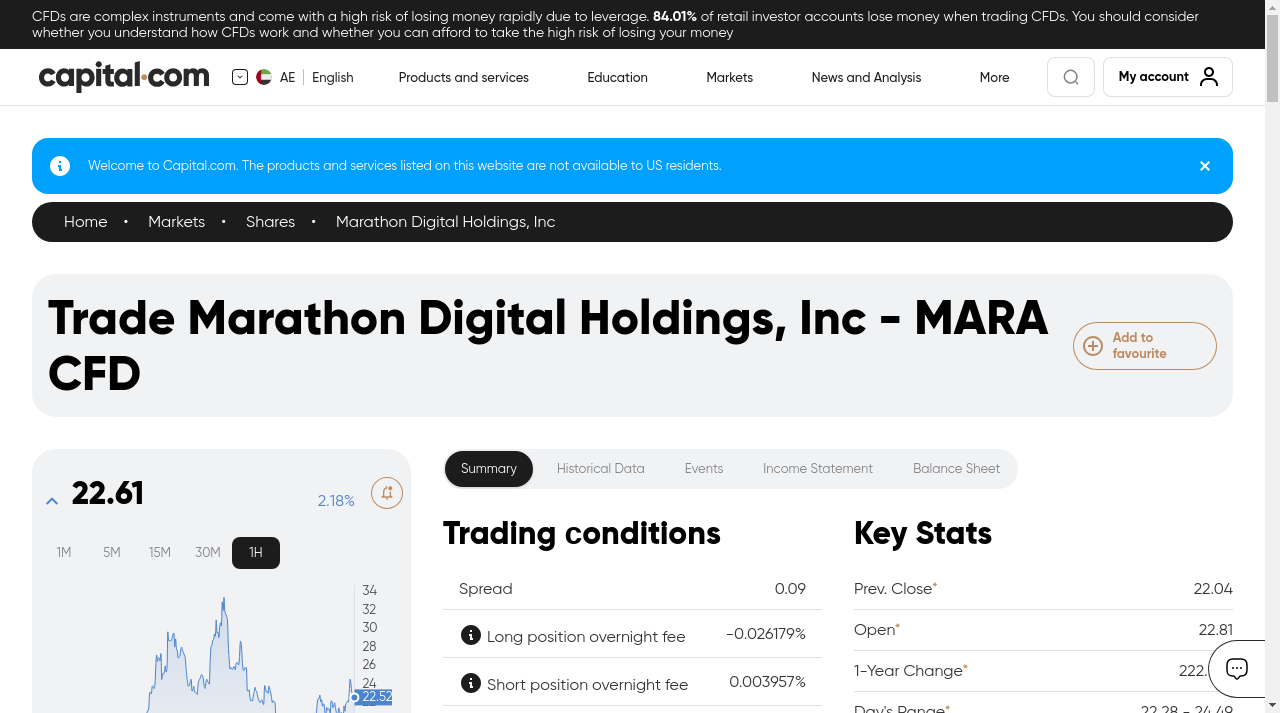 CFDs are complex instruments and come with a high risk of losing money rapidly due to leverage. 84.01% of retail investor accounts lose money when trading CFDs. You should consider
whether you understand how CFDs work and whether you can afford to take the high risk of losing your money
capital.com
AE
English
Products and services
Education
Markets
News and Analysis
More
My account
Welcome to Capital.com. The products and services listed on this website are not available to US residents.
Home • Markets • Shares • Marathon Digital Holdings, Inc
Trade Marathon Digital Holdings, Inc - MARA
CFD
Add to
favourite
22.61
2.18%
1M 5M 15M 30M 1H
34
32
30
28
26
24
22.52
Summary
Historical Data
Events
Income Statement
Balance Sheet
Trading conditions
Spread 0.09
Long position overnight fee -0.026179%
Short position overnight fee 0.003957%
Key Stats
Prev. Close* 22.04
Open* 22.81
1-Year Change* 222.
Day's Range* 22.28 - 24.49